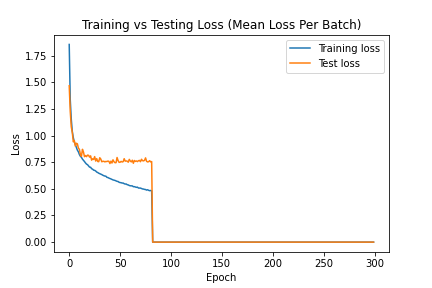 Training vs Testing Loss (Mean Loss Per Batch)
Training loss
Test loss
1.75
1.50
1.25
1.00
0.75
0.50
0.25
0.00
Loss
0 50 100 150 200 250 300
Epoch